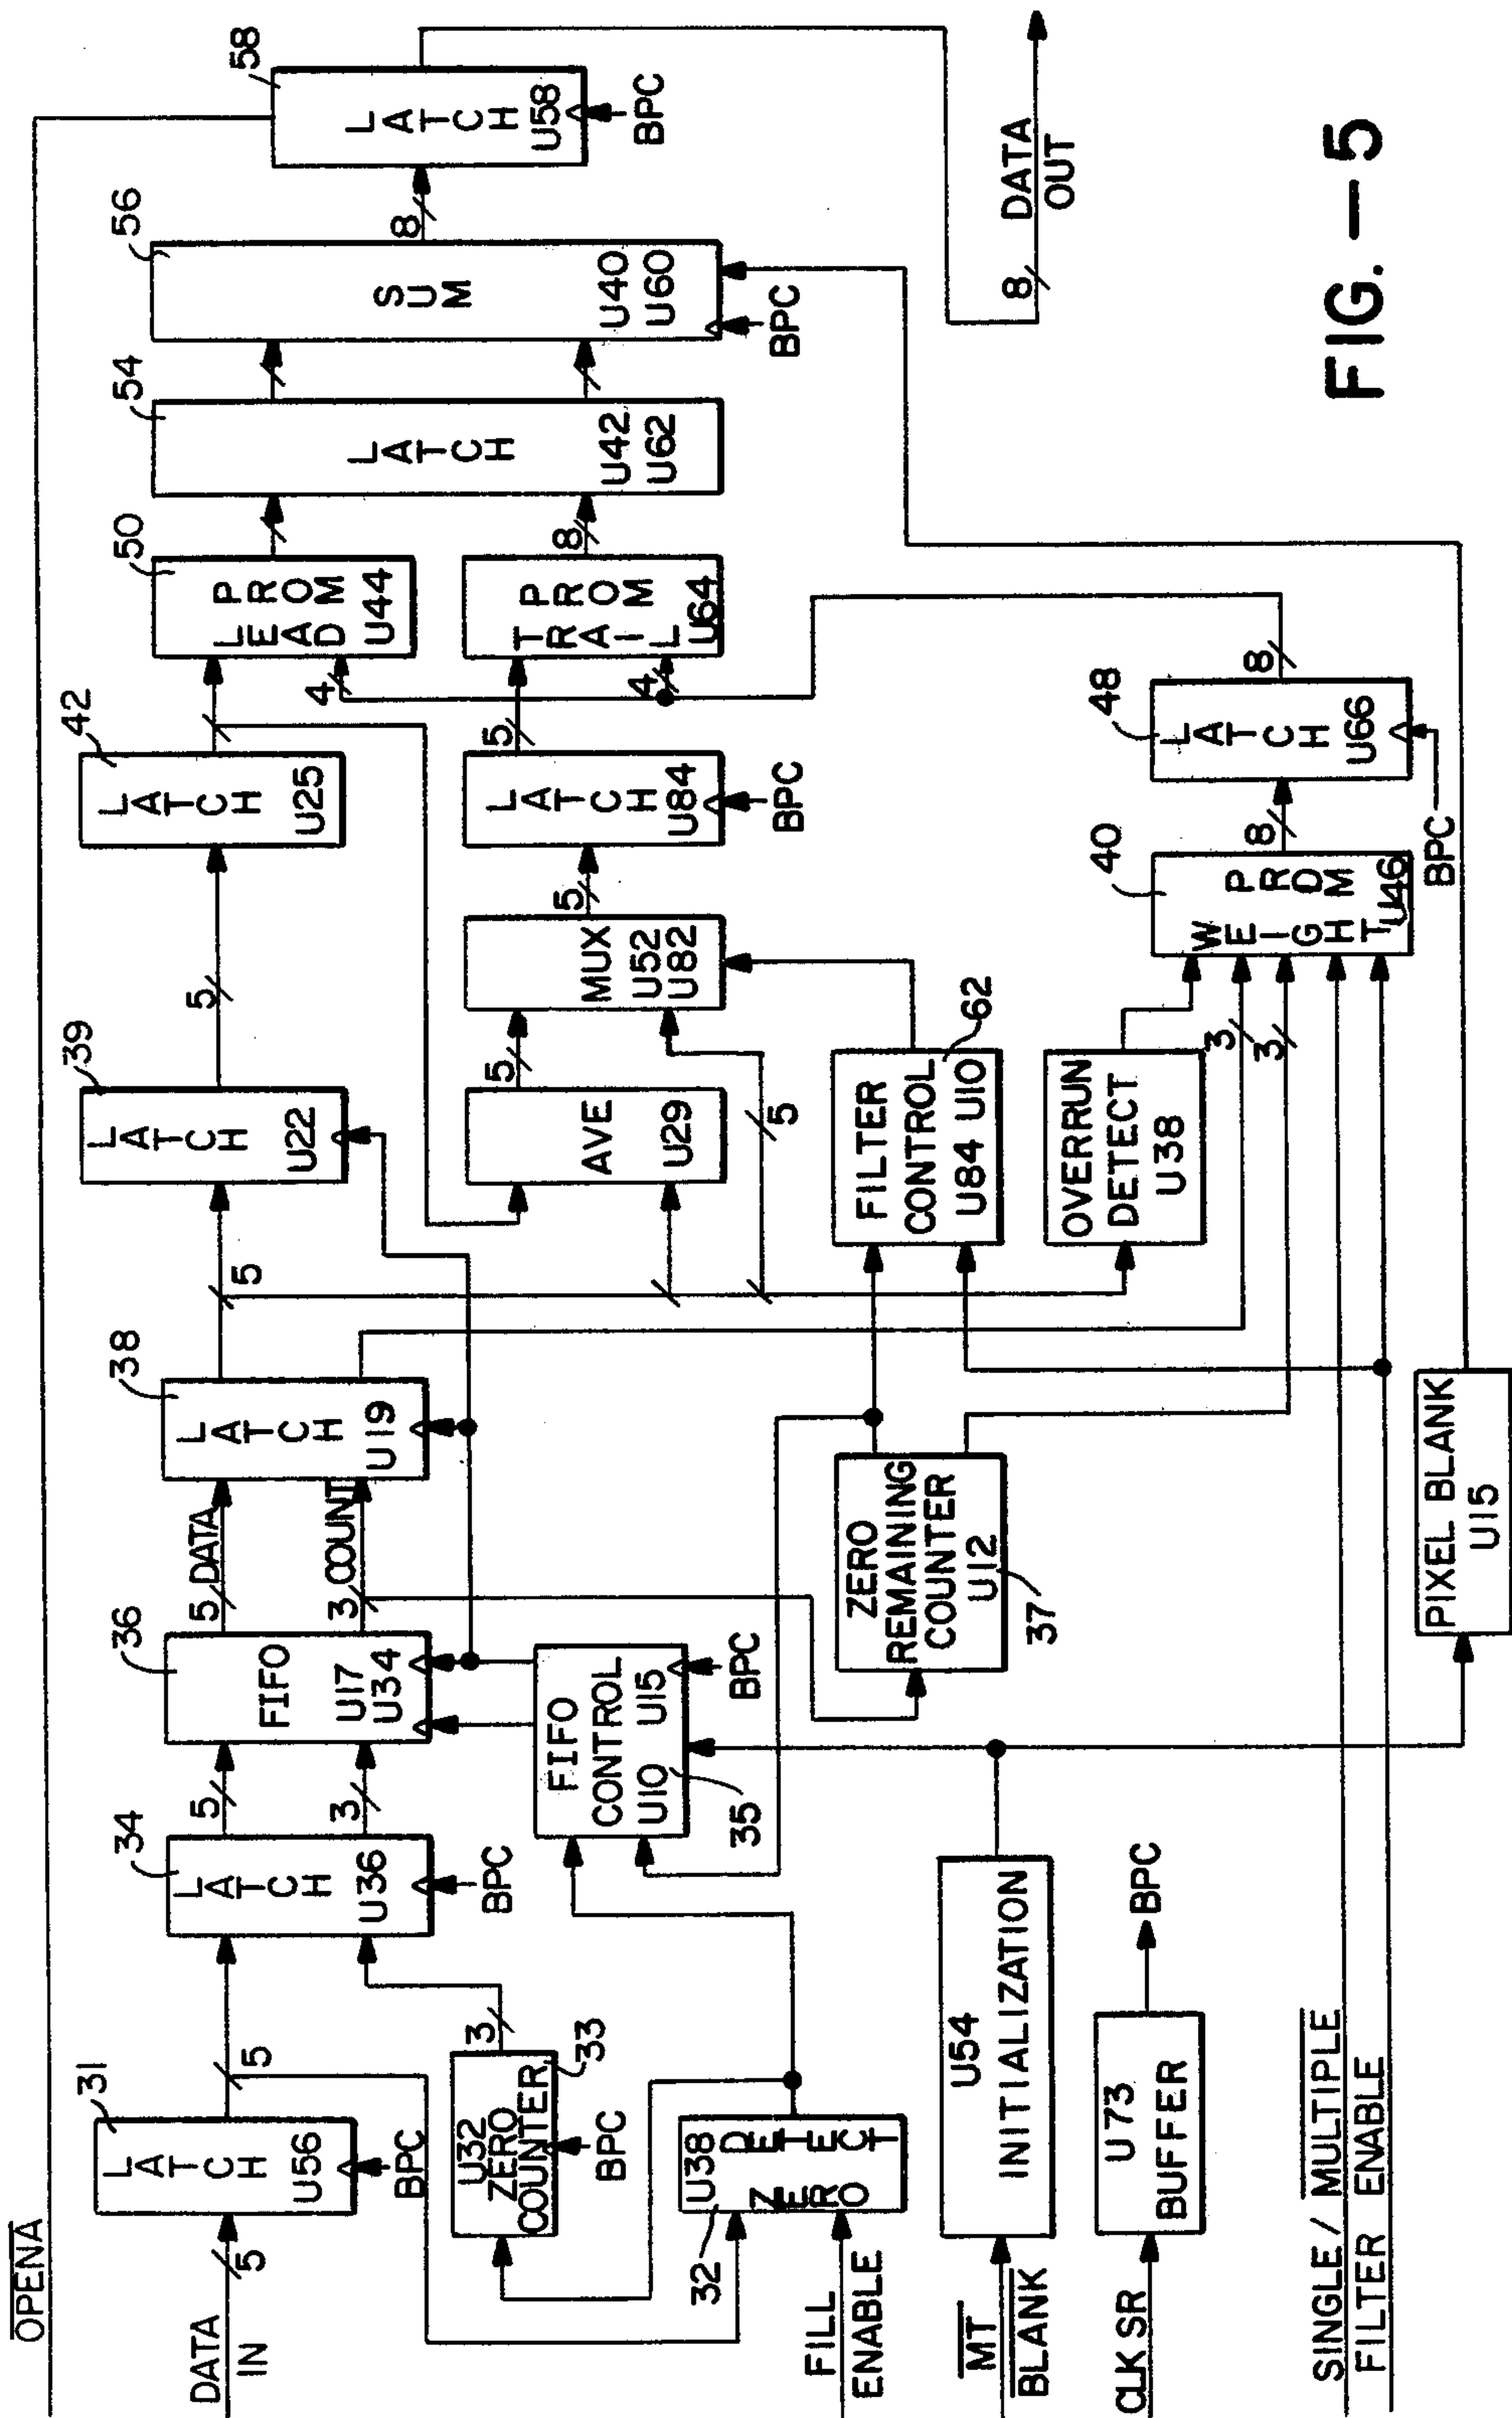 OPENA
DATA IN
5
31
LATCH
U56
BPC
5
U32
ZERO
COUNTER
33
BPC
3
32
U38
ZERO
DETECT
FILL ENABLE
MT BLANK
U54
INITIALIZATION
CLK SR
U73
BUFFER
BPC
SINGLE/MULTIPLE
FILTER ENABLE
34
LATCH
U36
BPC
5
3
36
FIFO
U17
U34
FIFO
CONTROL
U10 U15
35
BPC
5 DATA
3 COUNT
38
LATCH
U19
ZERO
REMAINING
COUNTER
U12
37
PIXEL BLANK
U15
5
39
LATCH
U22
5
AVE
U29
5
5
FILTER
CONTROL
U84 U10
62
OVERRUN
DETECT
U38
3
3
MUX
U52
U82
5
42
LATCH
U25
LATCH
U84
BPC
5
40
WEIGHT
PROM
U46
8
48
LATCH
U66
BPC
8
4
4
50
LEAD
PROM
U44
TRAIL
PROM
U64
8
54
LATCH
U42
U62
56
SUM
U40
U60
BPC
8
58
LATCH
U58
BPC
8
DATA
OUT
FIG.—5